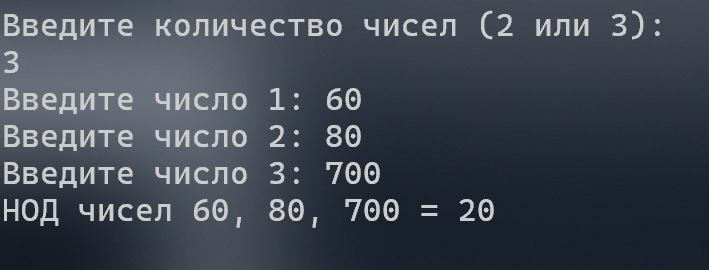 Введите количество чисел (2 или 3):
3
Введите число 1: 60
Введите число 2: 80
Введите число 3: 700
НОД чисел 60, 80, 700 = 20